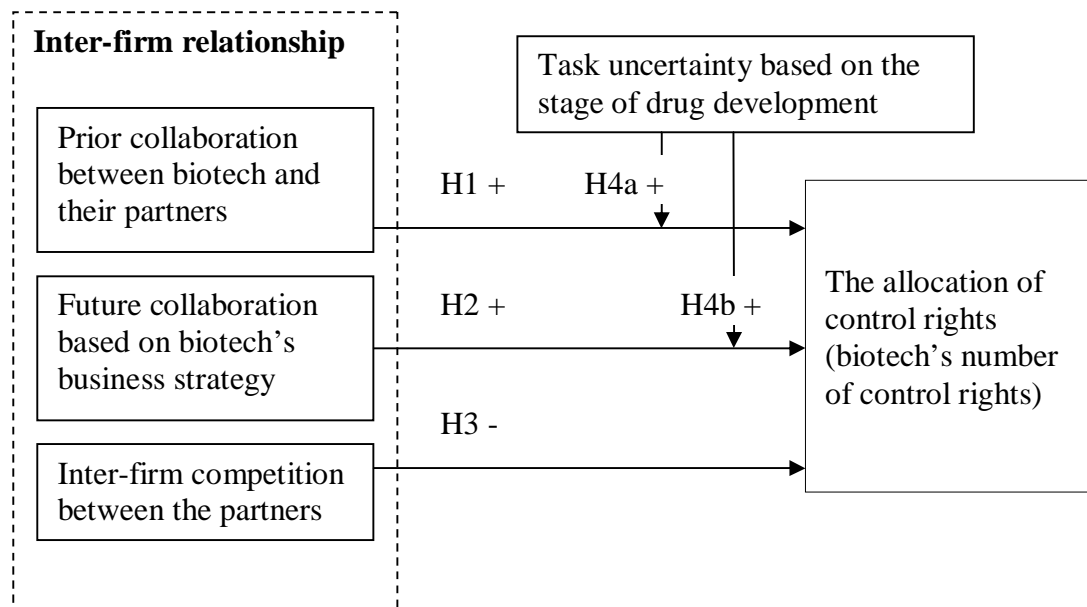 Inter-firm relationship
Task uncertainty based on the
stage of drug development
Prior collaboration
between biotech and
their partners
H1 +
H4a +
Future collaboration
based on biotech's
business strategy
H2 +
H4b +
The allocation of
control rights
(biotech's number
of control rights)
H3 -
Inter-firm competition
between the partners